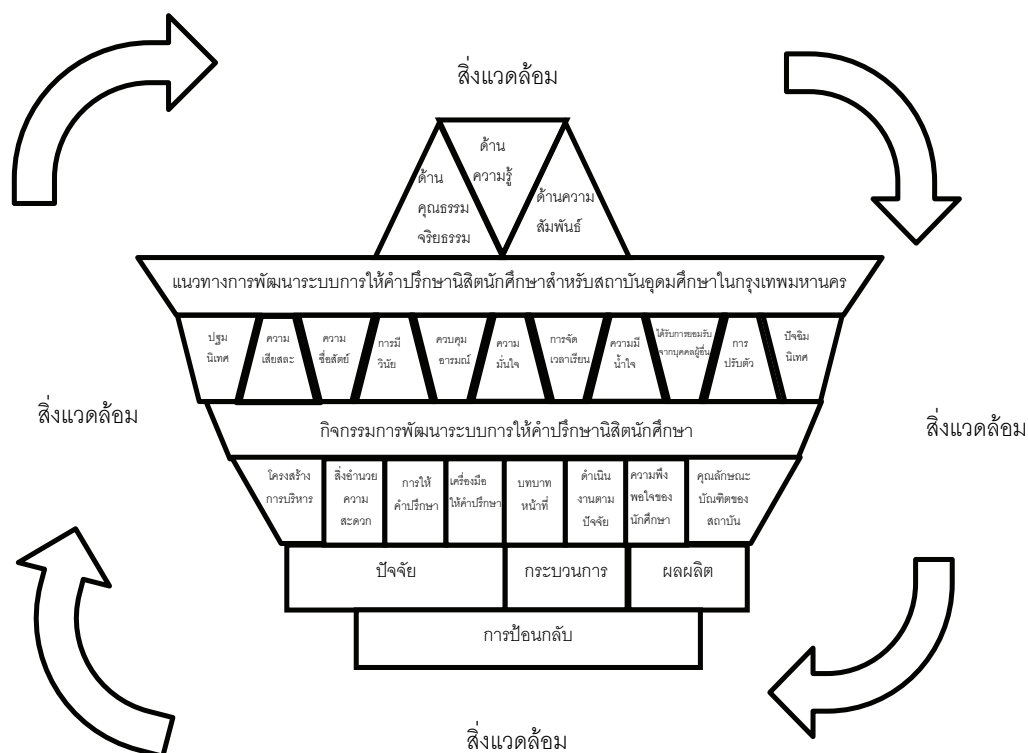 สิ่งแวดล้อม
ด้าน
ความรู้
ด้าน
คุณธรรม
จริยธรรม
ด้านความ
สัมพันธ์
แนวทางการพัฒนาระบบการให้คำปรึกษานิสิตนักศึกษาสำหรับสถาบันอุดมศึกษาในกรุงเทพมหานคร
ปฐม
นิเทศ
ความ
เสียสละ
ความ
ซื่อสัตย์
การมี
วินัย
ควบคุม
อารมณ์
ความ
มั่นใจ
การจัด
เวลาเรียน
ความมี
น้ำใจ
ได้รับการยอมรับ
จากบุคคลผู้อื่น
การ
ปรับตัว
ปัจฉิม
นิเทศ
สิ่งแวดล้อม
สิ่งแวดล้อม
กิจกรรมการพัฒนาระบบการให้คำปรึกษานิสิตนักศึกษา
โครงสร้าง
การบริหาร
สิ่งอำนวย
ความ
สะดวก
การให้
คำปรึกษา
เครื่องมือ
ให้คำปรึกษา
บทบาท
หน้าที่
ดำเนิน
งานตาม
ปัจจัย
ความพึง
พอใจของ
นักศึกษา
คุณลักษณะ
บัณฑิตของ
สถาบัน
ปัจจัย
กระบวนการ
ผลผลิต
การป้อนกลับ
สิ่งแวดล้อม